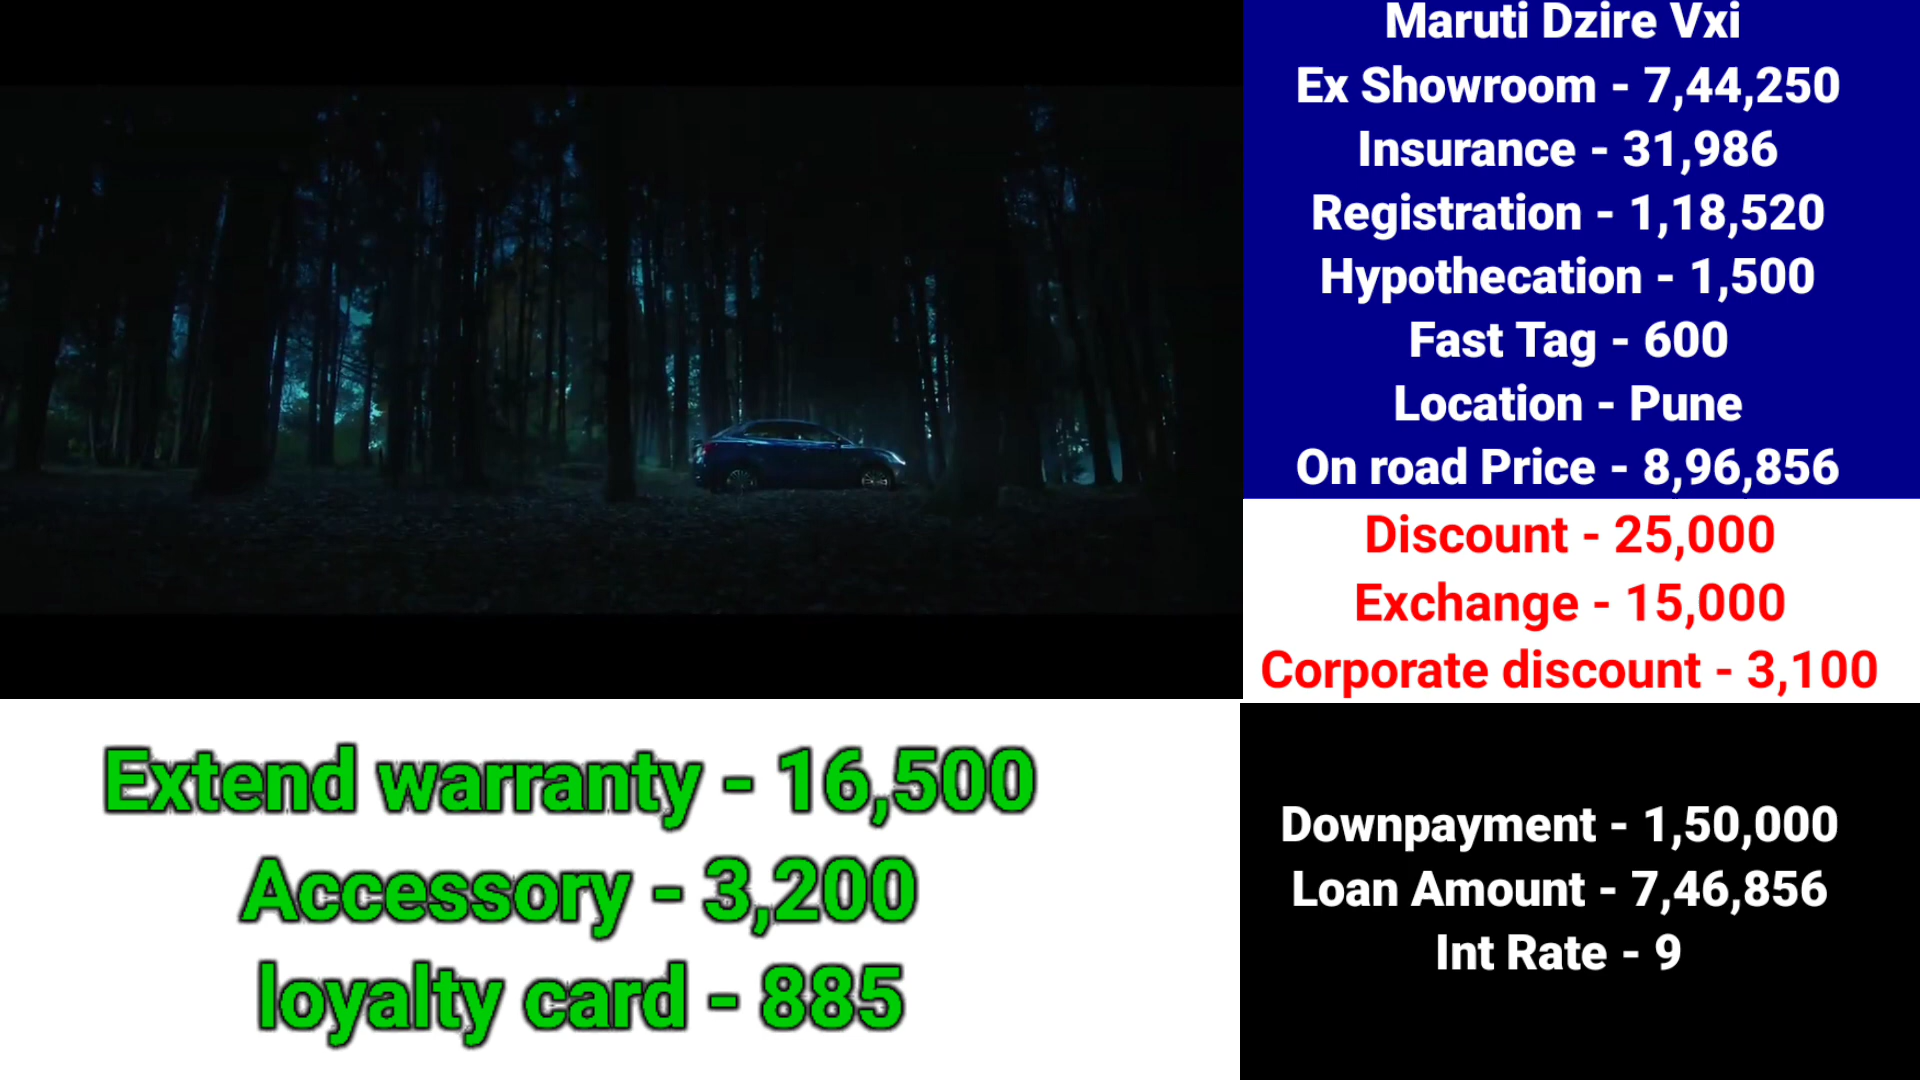 Maruti Dzire Vxi
Ex Showroom - 7,44,250
Insurance - 31,986
Registration - 1,18,520
Hypothecation - 1,500
Fast Tag - 600
Location - Pune
On road Price - 8,96,856
Discount - 25,000
Exchange - 15,000
Corporate discount - 3,100
Extend warranty - 16,500
Accessory - 3,200
loyalty card - 885
Downpayment - 1,50,000
Loan Amount - 7,46,856
Int Rate - 9